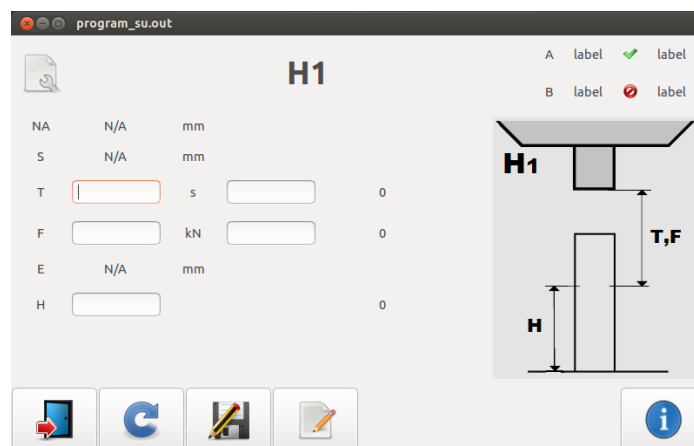 program_su.out
H1
A label label
B label label
NA N/A mm
S N/A mm
T s 0
F kN 0
E N/A mm
H 0
H1
T,F
H